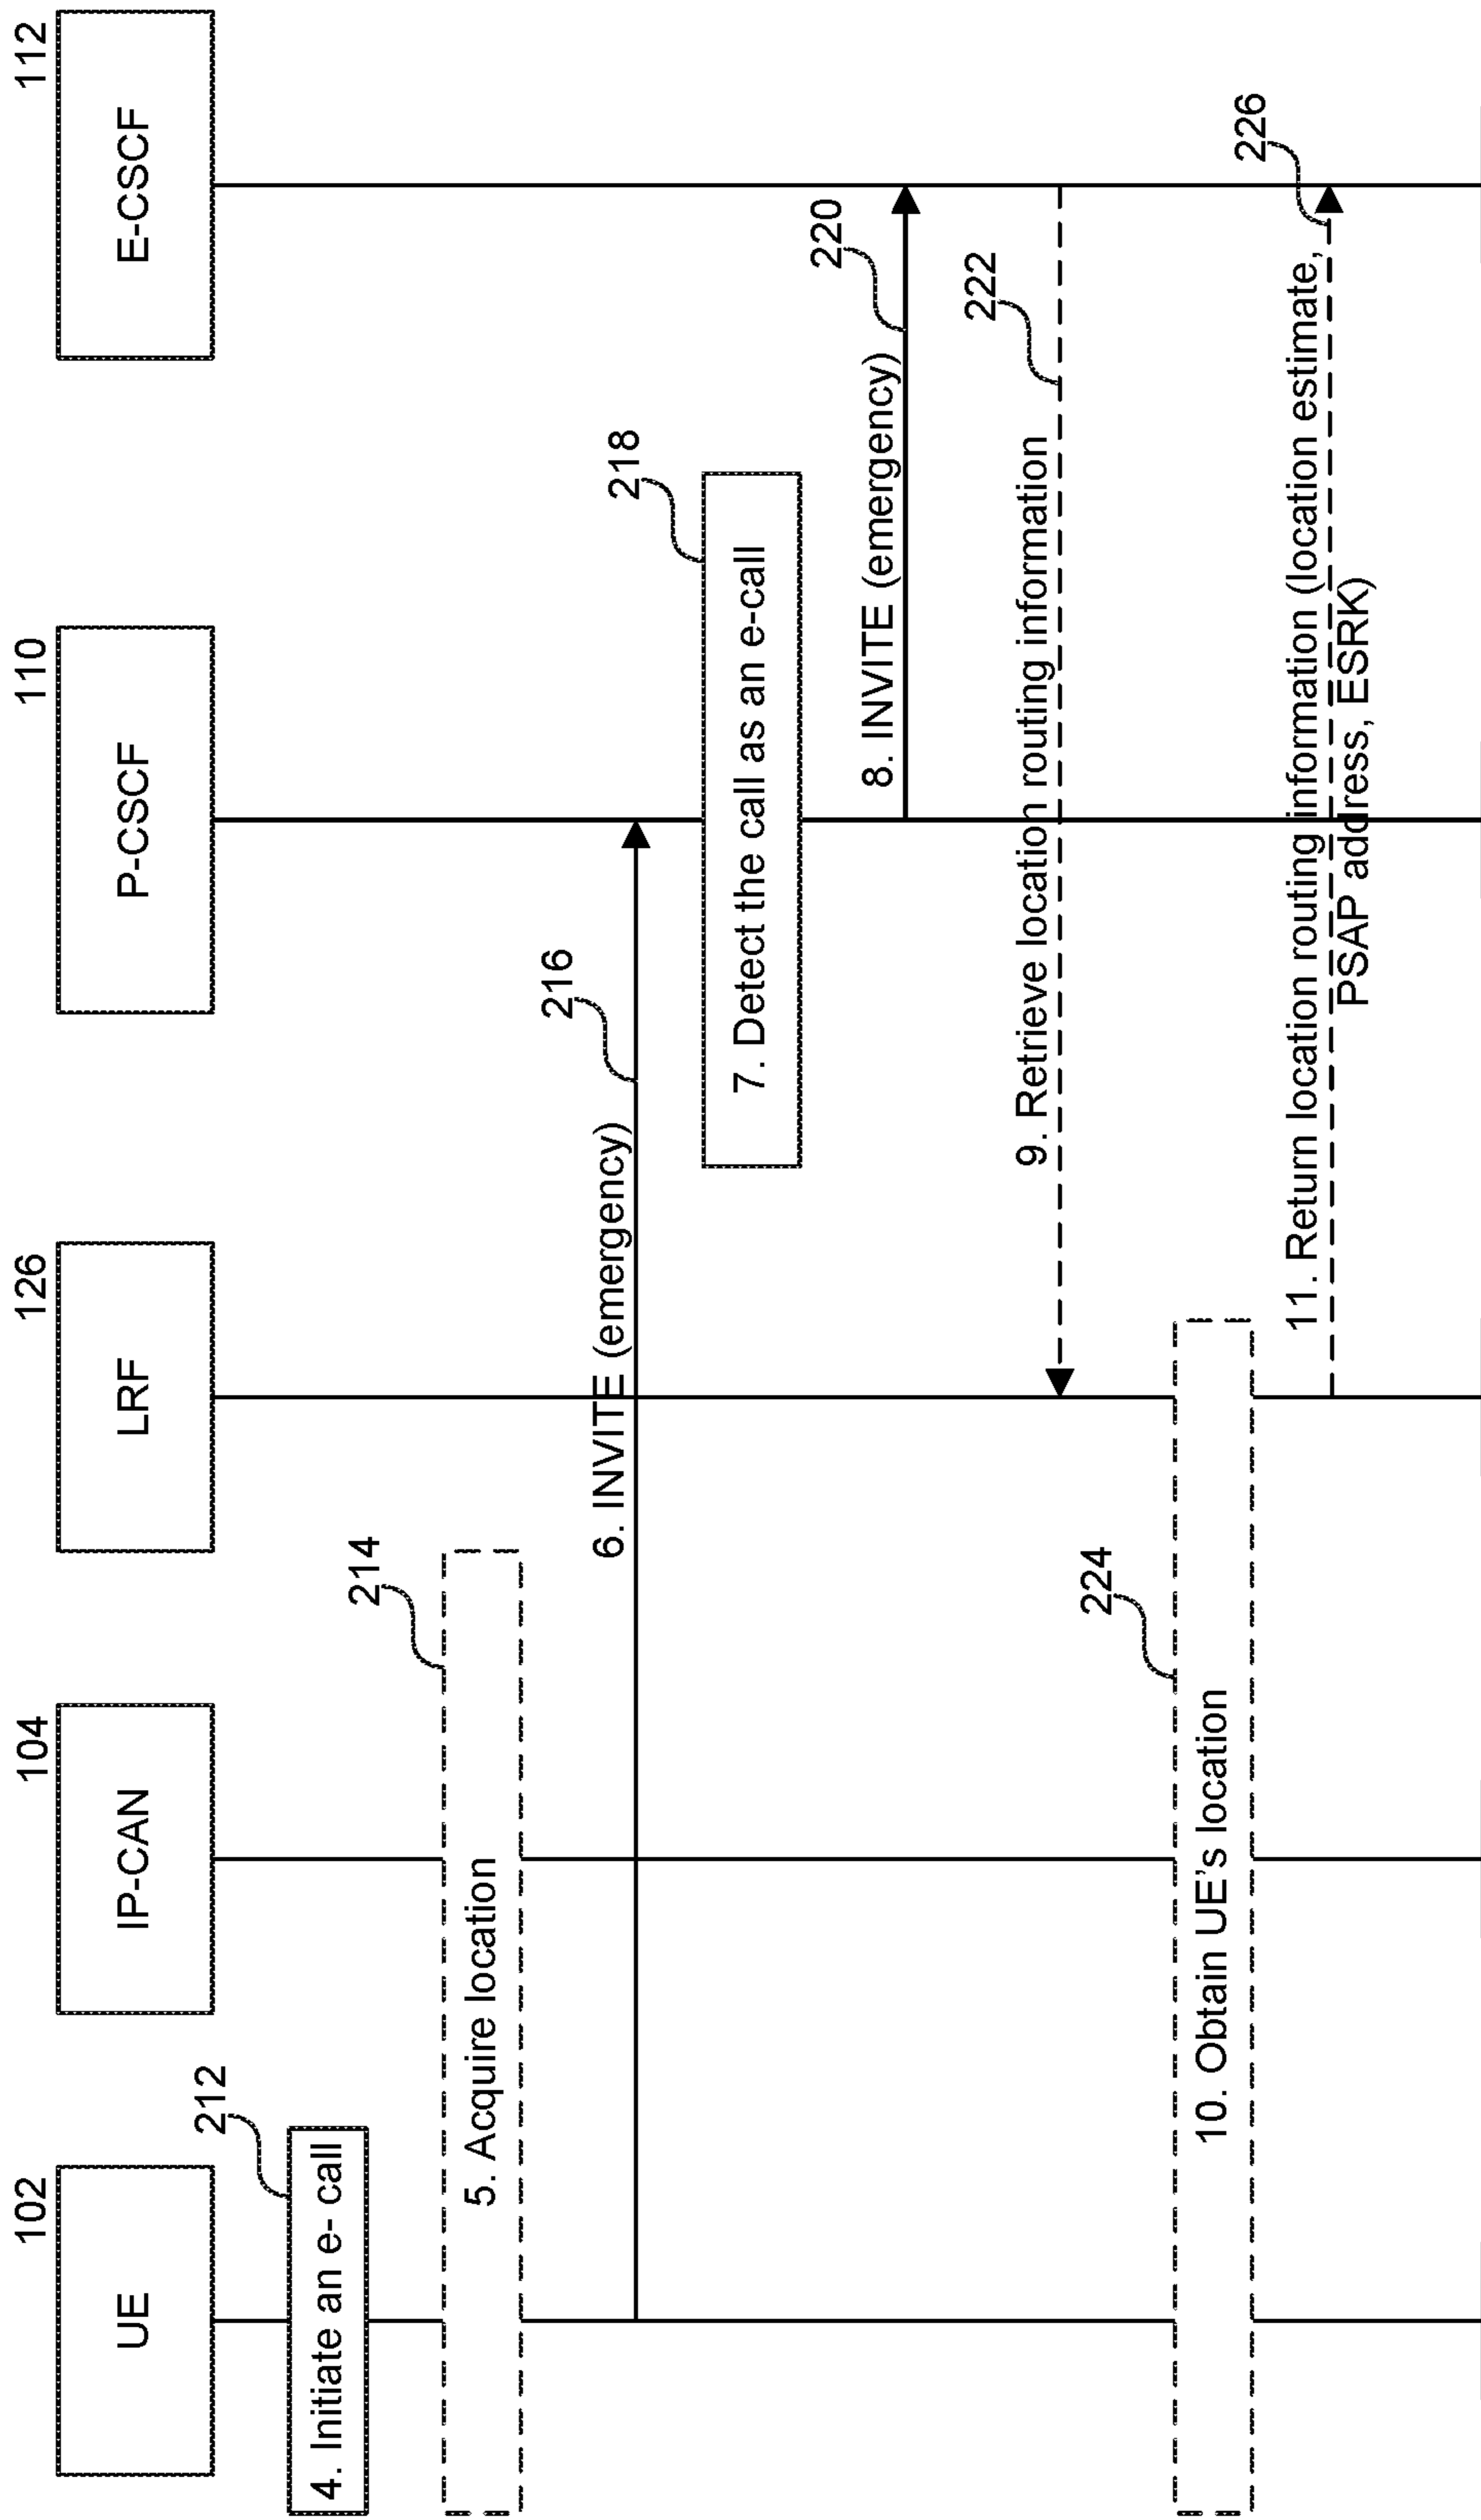 102
104
126
110
112
UE
IP-CAN
LRF
P-CSCF
E-CSCF
212
4. Initiate an e- call
214
5. Acquire location
216
6. INVITE (emergency)
218
7. Detect the call as an e-call
220
8. INVITE (emergency)
222
9. Retrieve location routing information
224
10. Obtain UE's location
226
11. Return location routing information (location estimate,
PSAP address, ESRK)